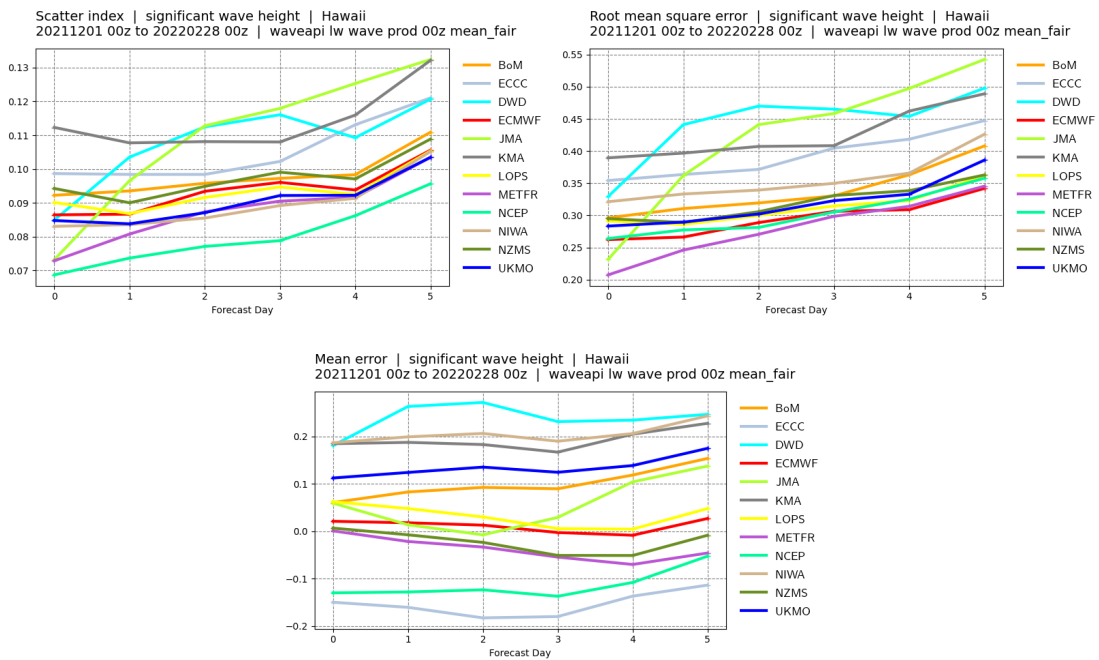 Scatter index | significant wave height | Hawaii
20211201 00z to 20220228 00z | waveapi lw wave prod 00z mean_fair
0.13
0.12
0.11
0.10
0.09
0.08
0.07
0 1 2 3 4 5
Forecast Day
BoM
ECCC
DWD
ECMWF
JMA
KMA
LOPS
METFR
NCEP
NIWA
NZMS
UKMO
Root mean square error | significant wave height | Hawaii
20211201 00z to 20220228 00z | waveapi lw wave prod 00z mean_fair
0.55
0.50
0.45
0.40
0.35
0.30
0.25
0.20
0 1 2 3 4 5
Forecast Day
BoM
ECCC
DWD
ECMWF
JMA
KMA
LOPS
METFR
NCEP
NIWA
NZMS
UKMO
Mean error | significant wave height | Hawaii
20211201 00z to 20220228 00z | waveapi lw wave prod 00z mean_fair
0.2
0.1
0.0
−0.1
−0.2
0 1 2 3 4 5
Forecast Day
BoM
ECCC
DWD
ECMWF
JMA
KMA
LOPS
METFR
NCEP
NIWA
NZMS
UKMO